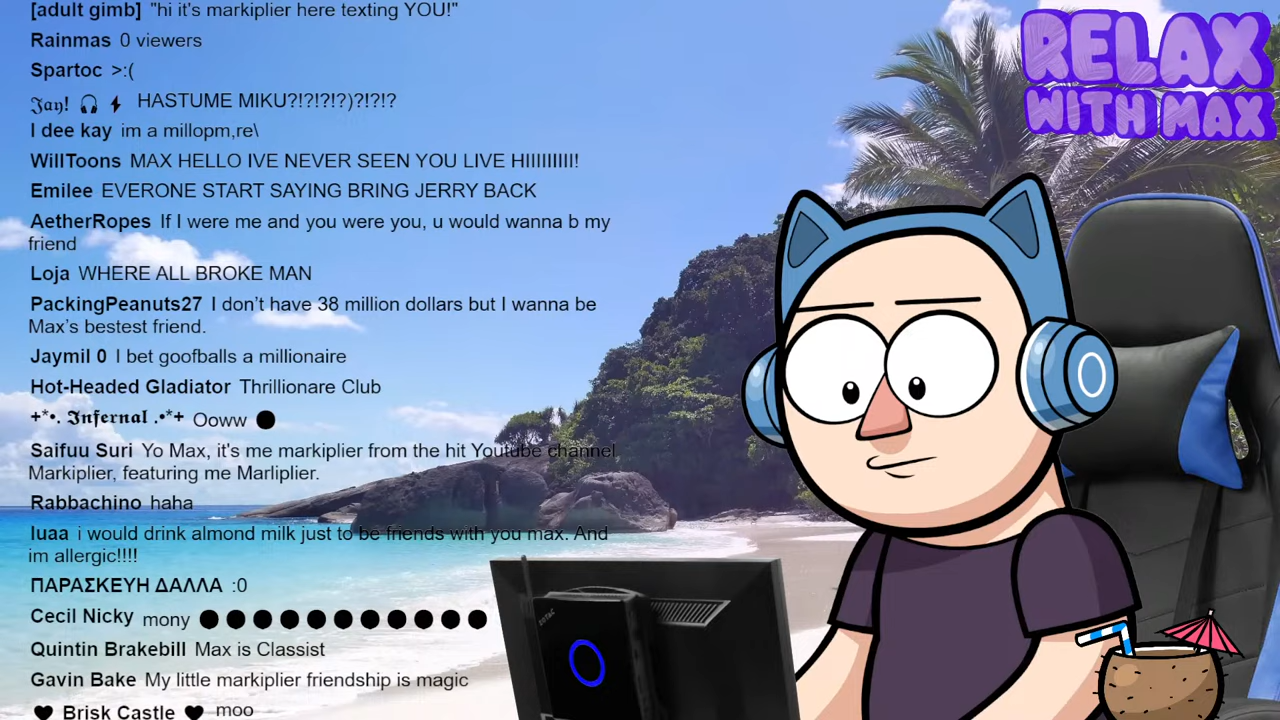 [adult gimb] "hi it's markiplier here texting YOU!"
RELAX
WITH MAX
Rainmas 0 viewers
Spartoc >:(
𝕵𝖆𝖞! 🎧 ⚡ HASTUME MIKU?!?!?!?)?!?!?
I dee kay im a millopm,re\
WillToons MAX HELLO IVE NEVER SEEN YOU LIVE HIIIIIIIII!
Emilee EVERONE START SAYING BRING JERRY BACK
AetherRopes If I were me and you were you, u would wanna b my
friend
Loja WHERE ALL BROKE MAN
PackingPeanuts27 I don’t have 38 million dollars but I wanna be
Max’s bestest friend.
Jaymil 0 I bet goofballs a millionaire
Hot-Headed Gladiator Thrillionare Club
+*•. 𝕴𝖓𝖋𝖊𝖗𝖓𝖆𝖑 .•*+ Ooww ●
Saifuu Suri Yo Max, it's me markiplier from the hit Youtube channel
Markiplier, featuring me Marliplier.
Rabbachino haha
Iuaa i would drink almond milk just to be friends with you max. And
im allergic!!!!
ΠΑΡΑΣΚΕΥΗ ΔΑΛΛΑ :0
Cecil Nicky mony ● ● ● ● ● ● ● ● ● ● ●
Quintin Brakebill Max is Classist
Gavin Bake My little markiplier friendship is magic
♥ Brisk Castle ♥ moo
ZOTAC